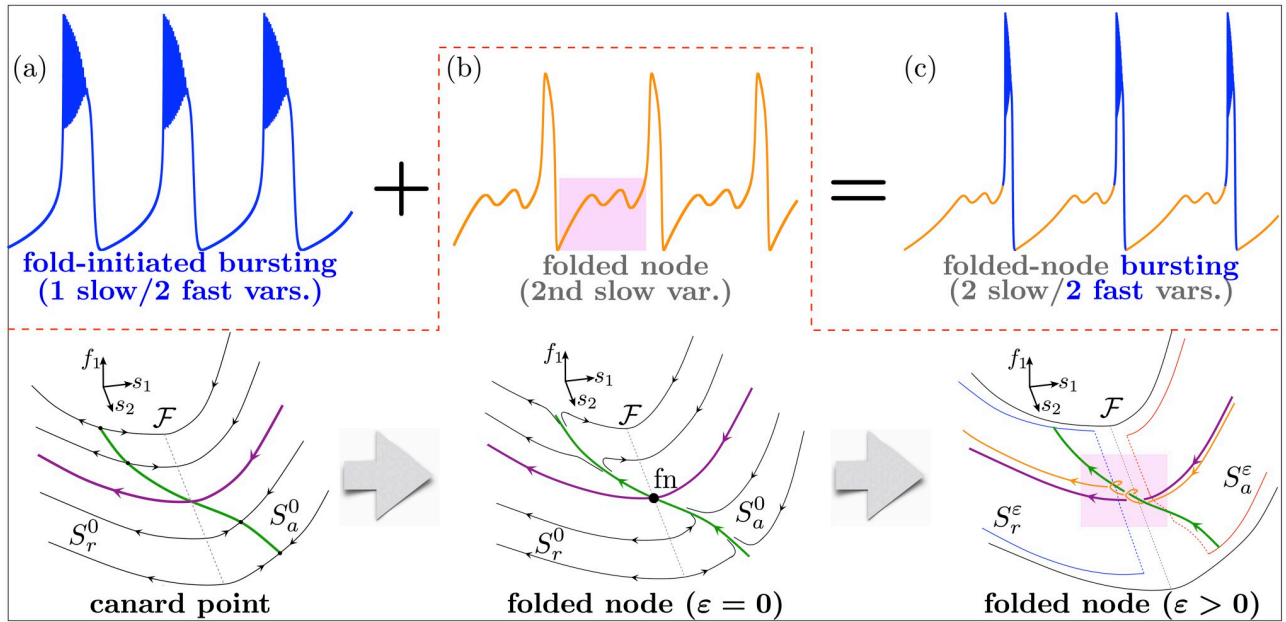 (a)
(b)
(c)
+
=
fold-initiated bursting
(1 slow/2 fast vars.)
folded node
(2nd slow var.)
folded-node bursting
(2 slow/2 fast vars.)
f₁
s₁
s₂
ℱ
S⁰ᵣ
S⁰ₐ
canard point
f₁
s₁
s₂
ℱ
fn
S⁰ᵣ
S⁰ₐ
folded node (ε = 0)
f₁
s₁
s₂
ℱ
Sᵋᵣ
Sᵋₐ
folded node (ε > 0)